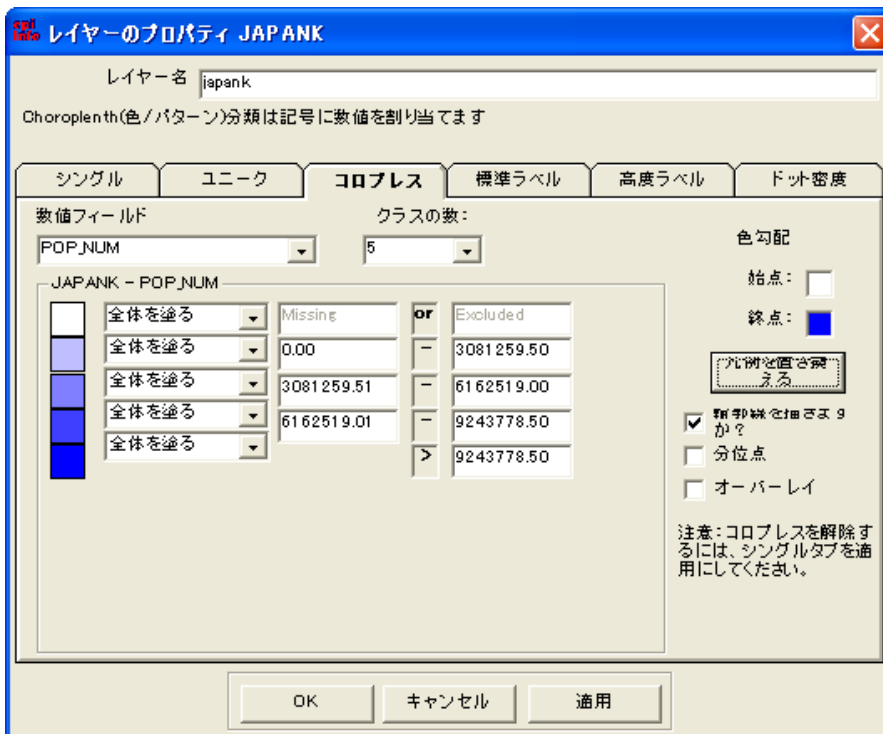 epi info レイヤーのプロパティ JAPANK
レイヤー名 japank
Choroplenth(色/パターン)分類は記号に数値を割り当てます
シングル ユニーク コロプレス 標準ラベル 高度ラベル ドット密度
数値フィールド クラスの数:
POP_NUM 5
色勾配
JAPANK - POP_NUM
始点:
全体を塗る Missing or Excluded
終点:
全体を塗る 0.00 - 3081259.50
全体を塗る 3081259.51 - 6162519.00
える
全体を塗る 6162519.01 - 9243778.50
か?
全体を塗る > 9243778.50
分位点
オーバーレイ
注意:コロプレスを解除す
るには、シングルタブを適
用にしてください。
OK キャンセル 適用